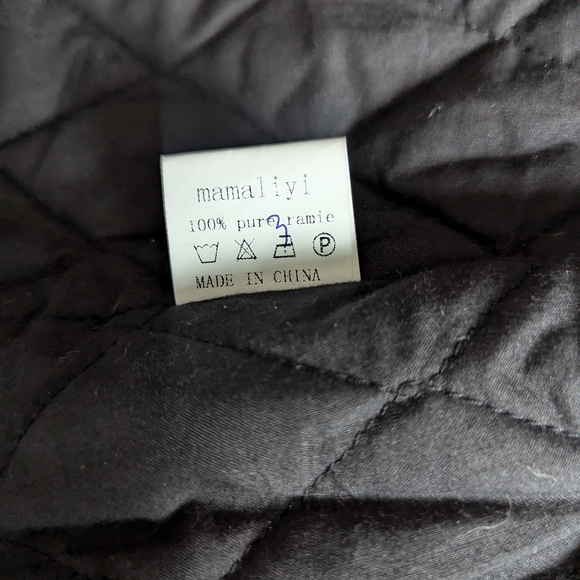 mamaliyi
100% pure ramie
3
P
MADE IN CHINA